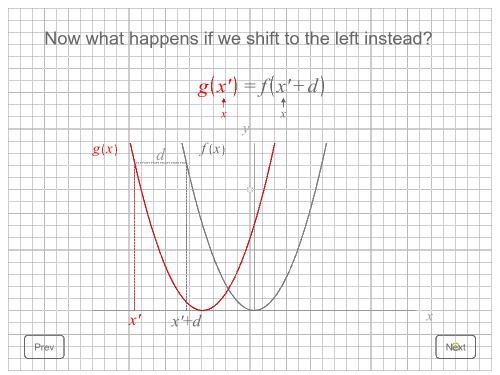 Now what happens if we shift to the left instead?
g(x') = f(x'+d)
x x
y
g(x) d f(x)
x' x'+d x
Prev Next